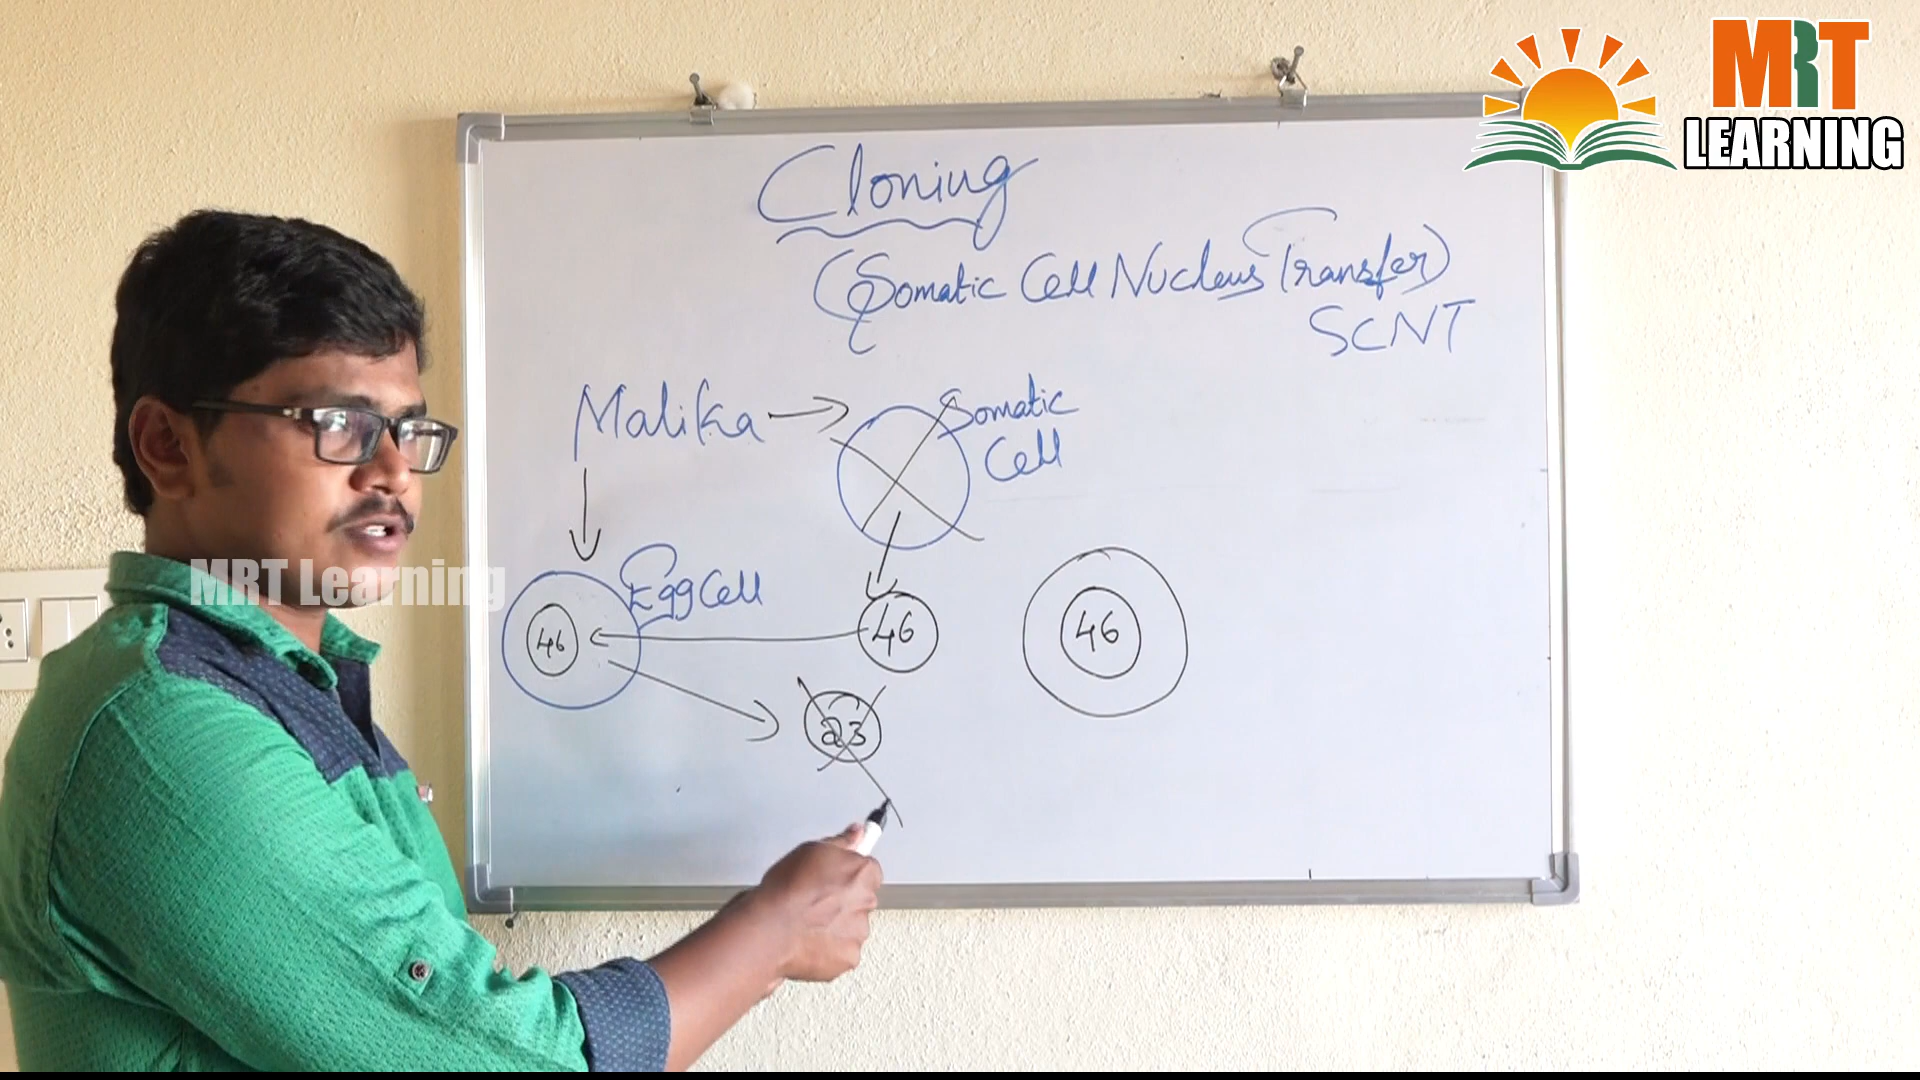 MRT
LEARNING
Cloning
(Somatic Cell Nucleus Transfer)
SCNT
Malika
Somatic
Cell
MRT Learning
Egg Cell
46
46
46
23